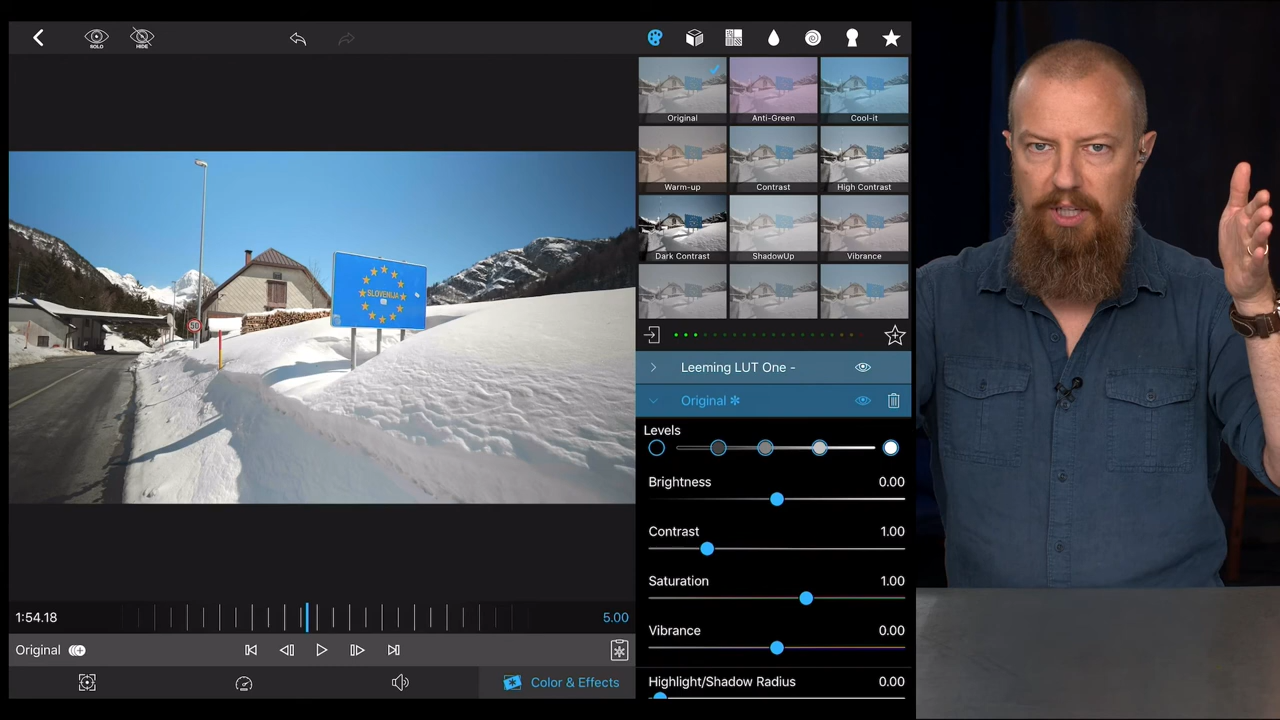 SOLO
HIDE
Original
Anti-Green
Cool-it
Warm-up
Contrast
High Contrast
Dark Contrast
ShadowUp
Vibrance
SLOVENIJA
50
Leeming LUT One -
Original ✻
Levels
Brightness 0.00
Contrast 1.00
Saturation 1.00
Vibrance 0.00
Highlight/Shadow Radius 0.00
1:54.18
5.00
Original
Color & Effects